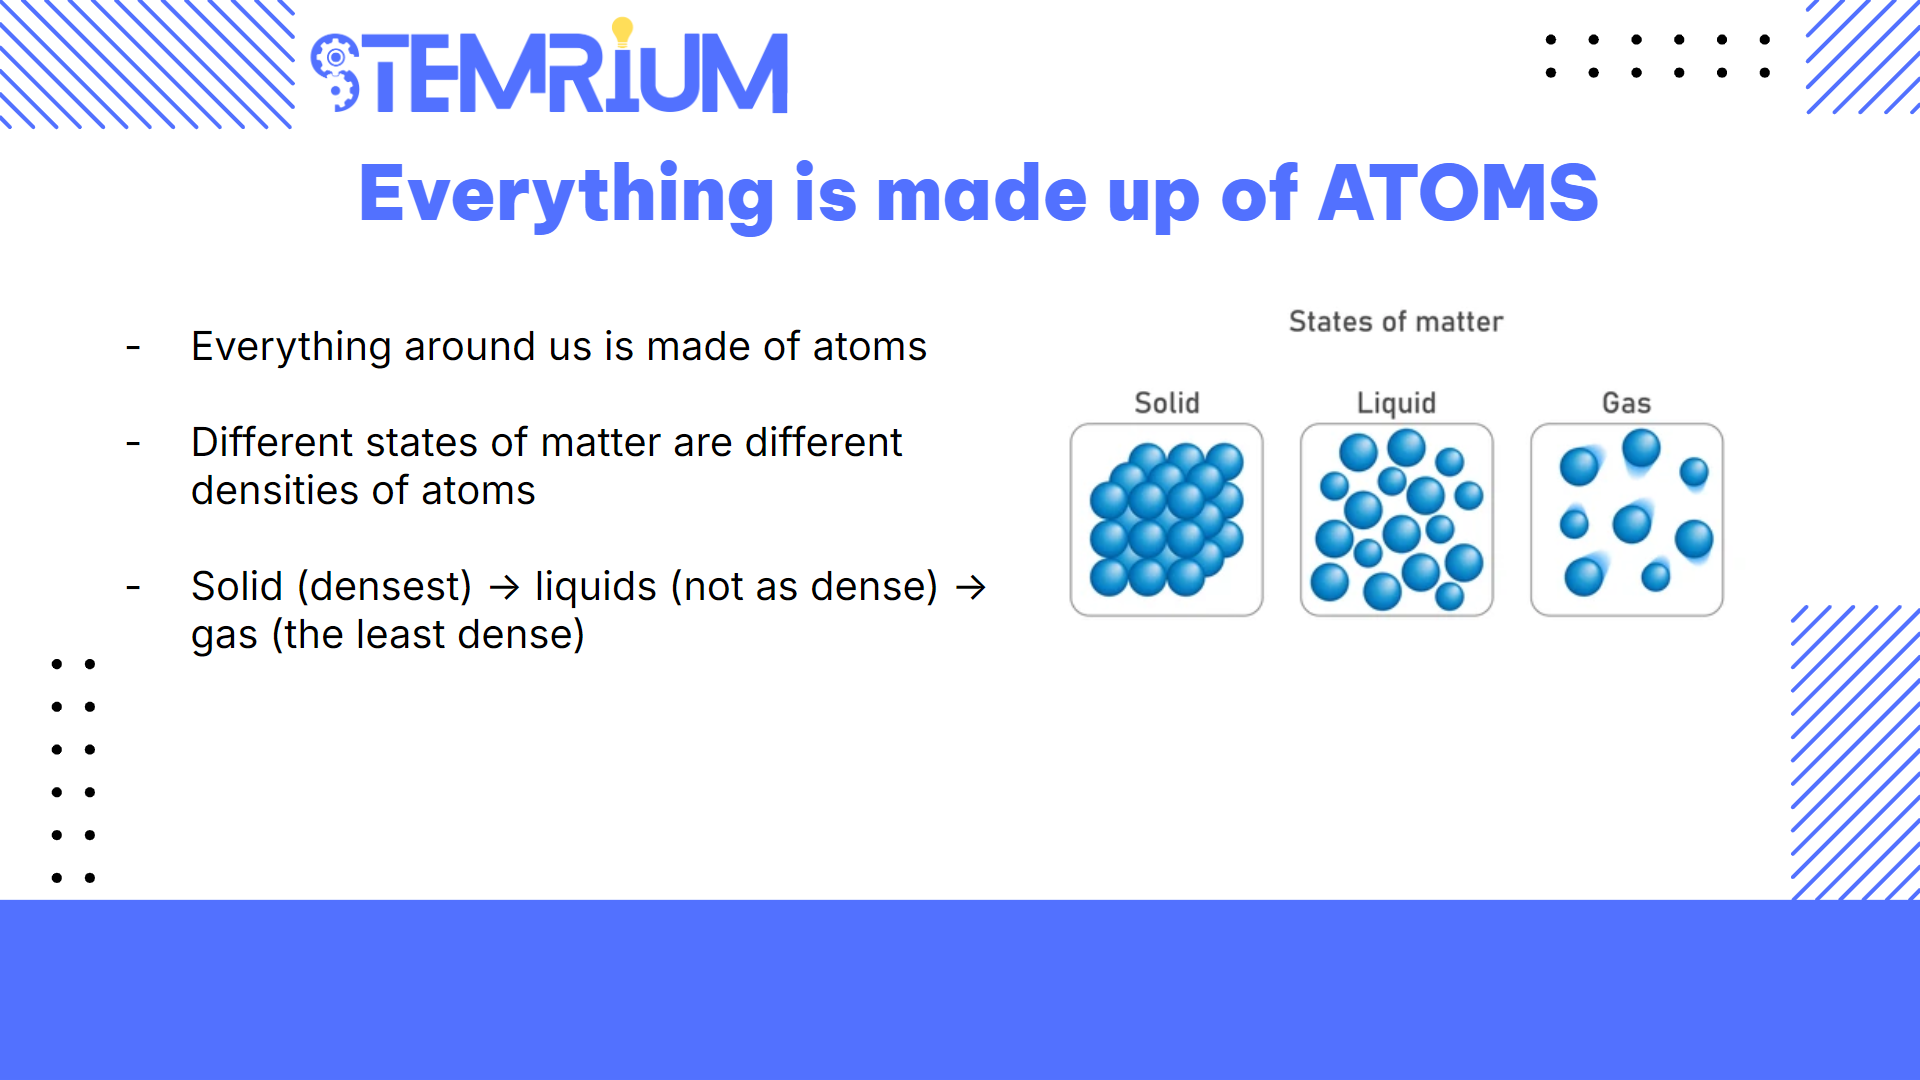 STEMRIUM
Everything is made up of ATOMS
- Everything around us is made of atoms
- Different states of matter are different
densities of atoms
- Solid (densest) → liquids (not as dense) →
gas (the least dense)
States of matter
Solid Liquid Gas